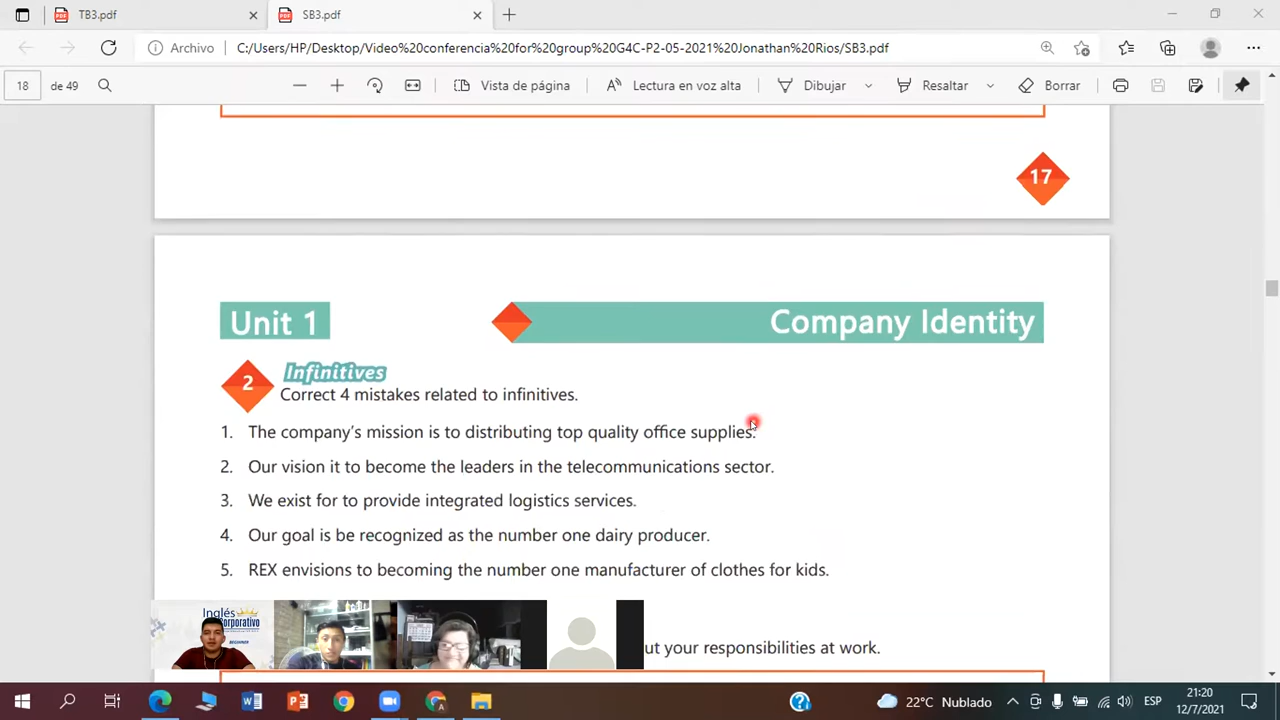 TB3.pdf
SB3.pdf
Archivo C:/Users/HP/Desktop/Video%20conferencia%20for%20group%20G4C-P2-05-2021%20Jonathan%20Rios/SB3.pdf
18 de 49 Vista de página Lectura en voz alta Dibujar Resaltar Borrar
17
Unit 1 Company Identity
2 Infinitives
Correct 4 mistakes related to infinitives.
1. The company's mission is to distributing top quality office supplies.
2. Our vision it to become the leaders in the telecommunications sector.
3. We exist for to provide integrated logistics services.
4. Our goal is be recognized as the number one dairy producer.
5. REX envisions to becoming the number one manufacturer of clothes for kids.
Inglés
orporativo
BEGINNER
ut your responsibilities at work.
22°C Nublado ESP 21:20
12/7/2021